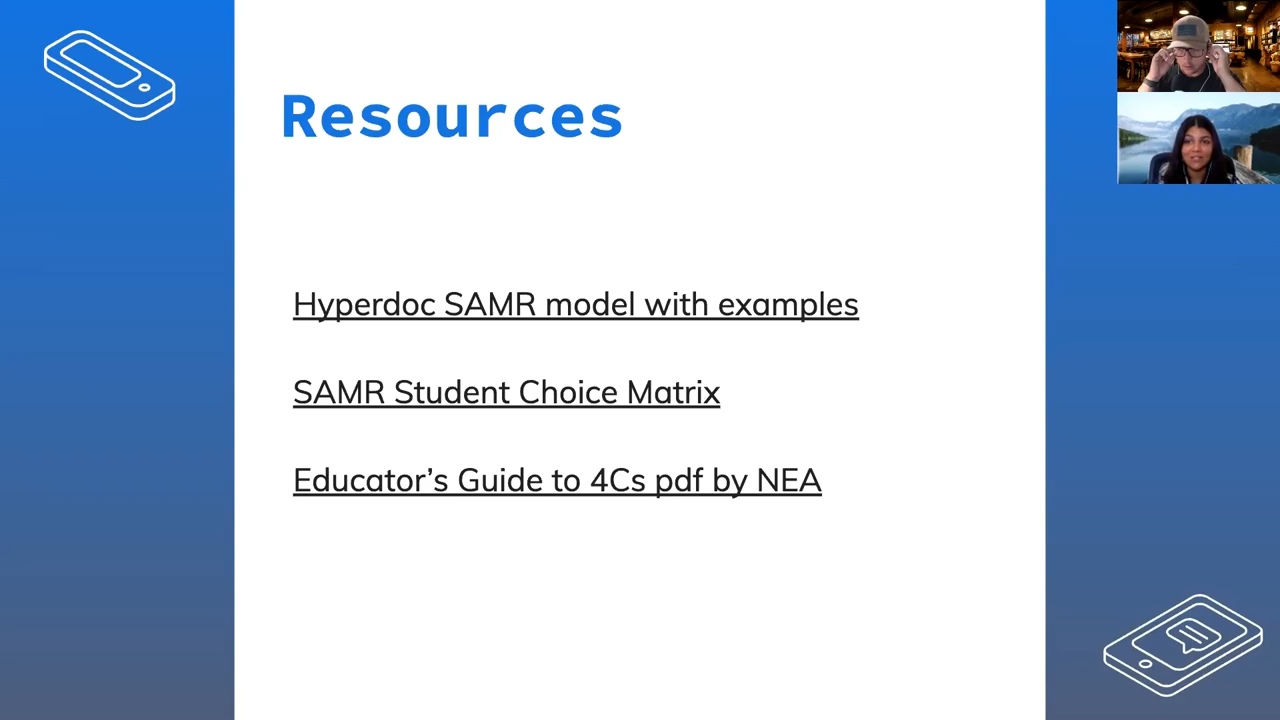 Resources
Hyperdoc SAMR model with examples
SAMR Student Choice Matrix
Educator’s Guide to 4Cs pdf by NEA